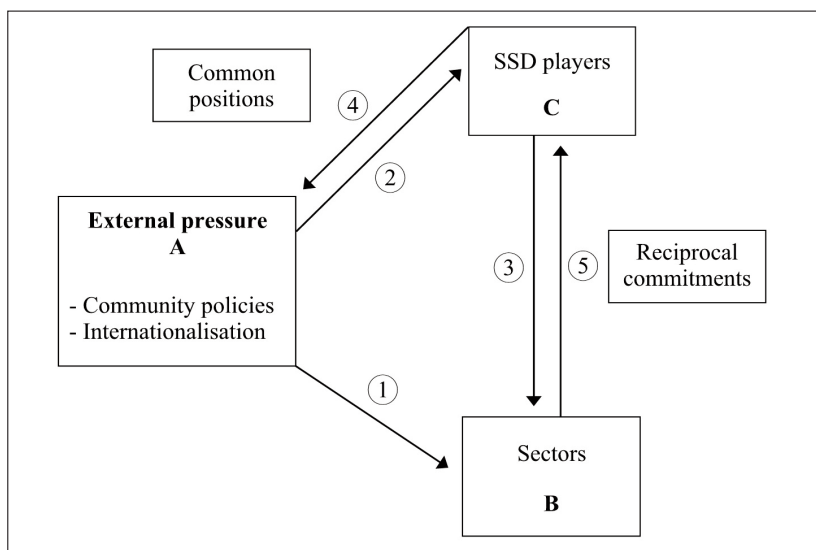 Common
positions
SSD players
C
4
2
External pressure
A
- Community policies
- Internationalisation
3
5
Reciprocal
commitments
1
Sectors
B